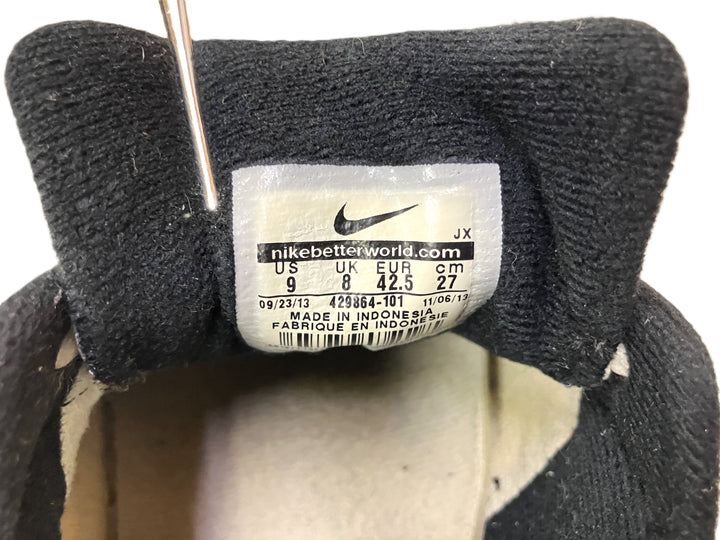 JX
nikebetterworld.com
US UK EUR cm
9 8 42.5 27
09/23/13 429864-101 11/06/13
MADE IN INDONESIA
FABRIQUE EN INDONESIE